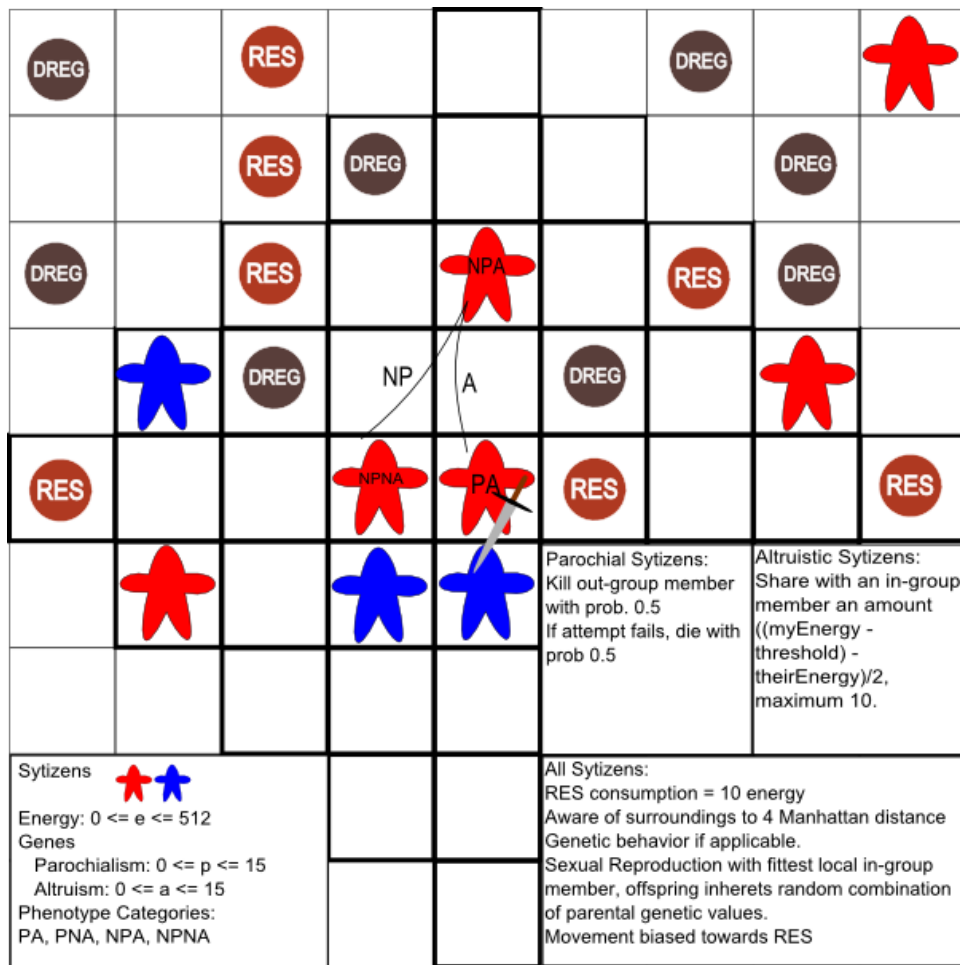 DREG
RES
DREG
RES
DREG
DREG
DREG
RES
NPA
RES
DREG
DREG
NP
A
DREG
RES
NPNA
PA
RES
RES
Parochial Sytizens:
Kill out-group member
with prob. 0.5
If attempt fails, die with
prob 0.5
Altruistic Sytizens:
Share with an in-group
member an amount
((myEnergy -
threshold) -
theirEnergy)/2,
maximum 10.
Sytizens
Energy: 0 <= e <= 512
Genes
Parochialism: 0 <= p <= 15
Altruism: 0 <= a <= 15
Phenotype Categories:
PA, PNA, NPA, NPNA
All Sytizens:
RES consumption = 10 energy
Aware of surroundings to 4 Manhattan distance
Genetic behavior if applicable.
Sexual Reproduction with fittest local in-group
member, offspring inherets random combination
of parental genetic values.
Movement biased towards RES